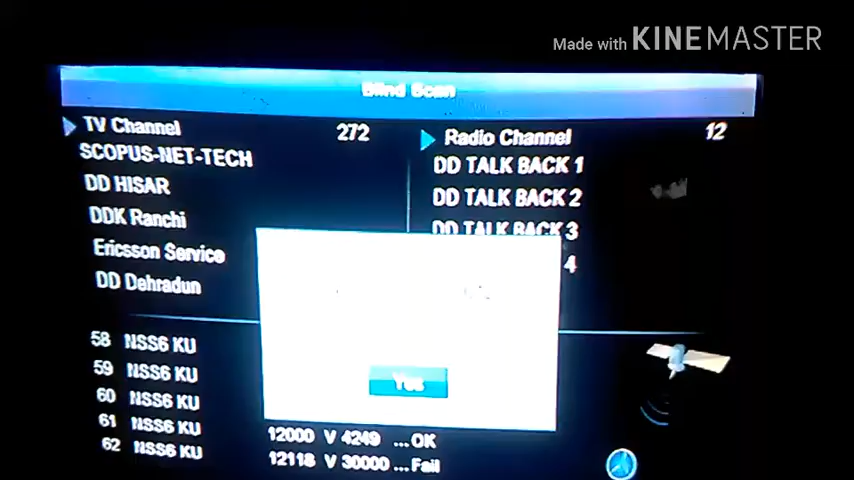 Made with KINEMASTER
Blind Scan
TV Channel 272
SCOPUS-NET-TECH
DD HISAR
DDK Ranchi
Ericsson Service
DD Dehradun
Radio Channel 12
DD TALK BACK 1
DD TALK BACK 2
DD TALK BACK 3
4
Yes
58 NSS6 KU
59 NSS6 KU
60 NSS6 KU
61 NSS6 KU
62 NSS6 KU
12000 V 4249 ...OK
12118 V 30000 ...Fail